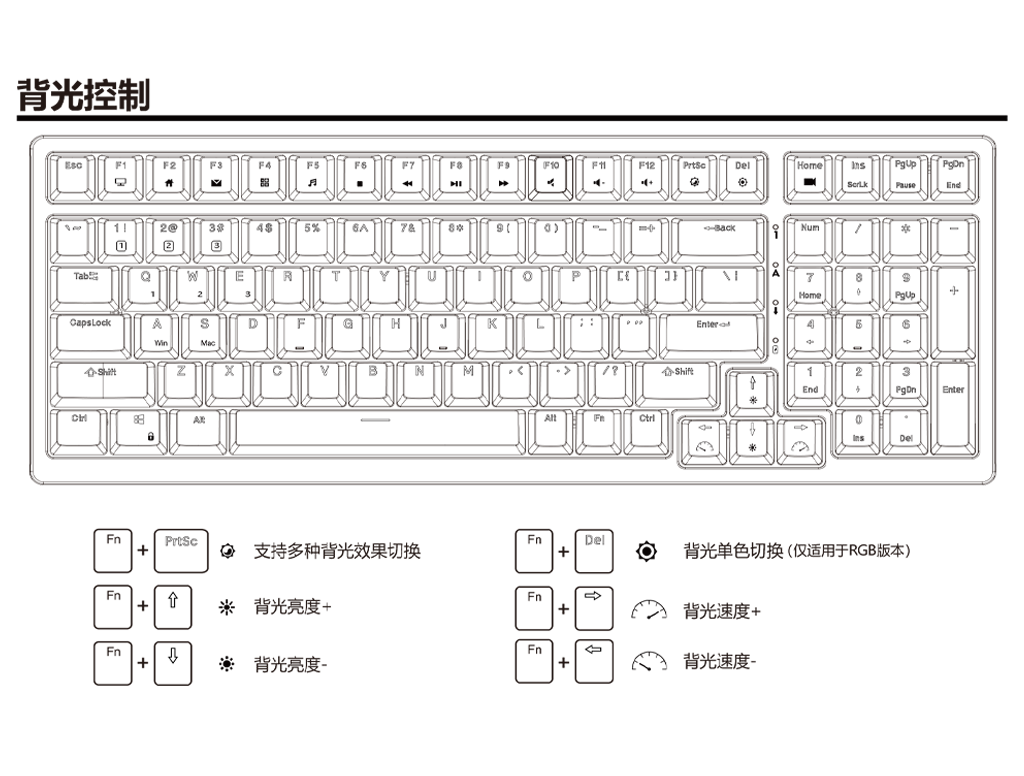 背光控制
Esc F1 F2 F3 F4 F5 F6 F7 F8 F9 F10 F11 F12 PrtSc Del Home Ins PgUp PgDn
ScrLk Pause End
`~ 1! 2@ 3# 4$ 5% 6^ 7& 8* 9( 0) -_ =+ Back 1 Num / * -
1 2 3
Tab Q W E R T Y U I O P [{ ]} \| A 7 8 9 +
1 2 3 Home PgUp
CapsLock A S D F G H J K L ;: '" Enter 4 5 6
Win Mac
Shift Z X C V B N M ,< .> /? Shift 1 2 3 Enter
End PgDn
Ctrl Alt Alt Fn Ctrl 0 .
Ins Del
Fn + PrtSc 支持多种背光效果切换
Fn + Del 背光单色切换 (仅适用于RGB版本)
Fn + 背光亮度+
Fn + 背光速度+
Fn + 背光亮度-
Fn + 背光速度-